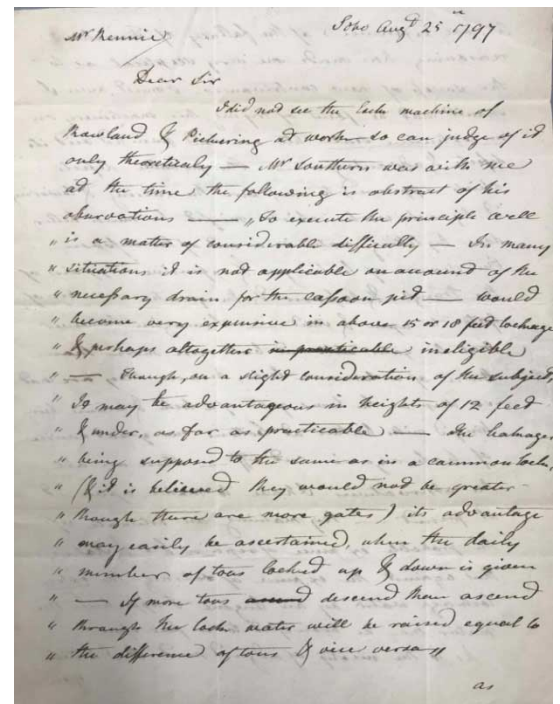 Mr Rennie Soho Augt 25th 1797
Dear Sir
I did not see the lock machine of
Rowland & Pickering at work so can judge of it
only theoreticaly — Mr Southern was with me
at the time the following is abstract of his
observations — „ To execute the principle well
„ is a matter of considerable difficulty — In many
„ situations it is not applicable on account of the
„ necessary drain for the cassoon pit — would
„ become very expensive in above 15 or 18 feet lockage
„ & perhaps altogether in practicable ineligible
„ — though, on a slight consideration of the subject
„ It may be advantageous in heights of 12 feet
„ & under, as far as practicable — the leakages
„ being supposed to the same as in a common lock,
„ (& it is believed they would not be greater
„ though there are more gates) its advantage
„ may easily be ascertained, when the daily
„ number of tons locked up & down is given
„ — If more tons descend than ascend
„ through the lock water will be raised equal to
„ the difference of tons & vice versa „
as